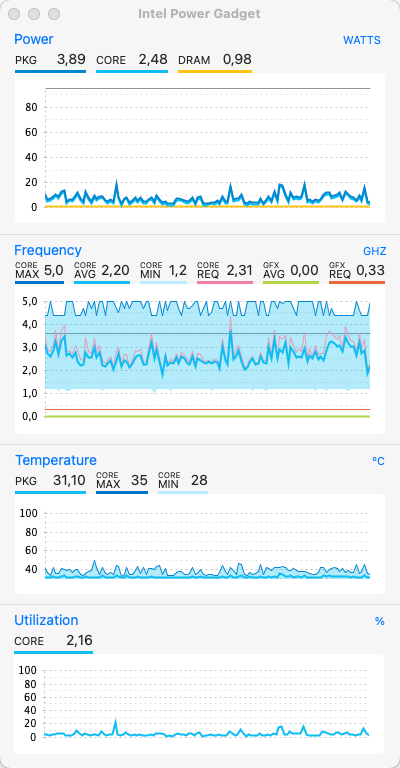 Intel Power Gadget
Power WATTS
PKG 3,89 CORE 2,48 DRAM 0,98
80
60
40
20
0
Frequency GHZ
CORE MAX 5,0 CORE AVG 2,20 CORE MIN 1,2 CORE REQ 2,31 GFX AVG 0,00 GFX REQ 0,33
5,0
4,0
3,0
2,0
1,0
0,0
Temperature °C
PKG 31,10 CORE MAX 35 CORE MIN 28
100
80
60
40
Utilization %
CORE 2,16
100
80
60
40
20
0